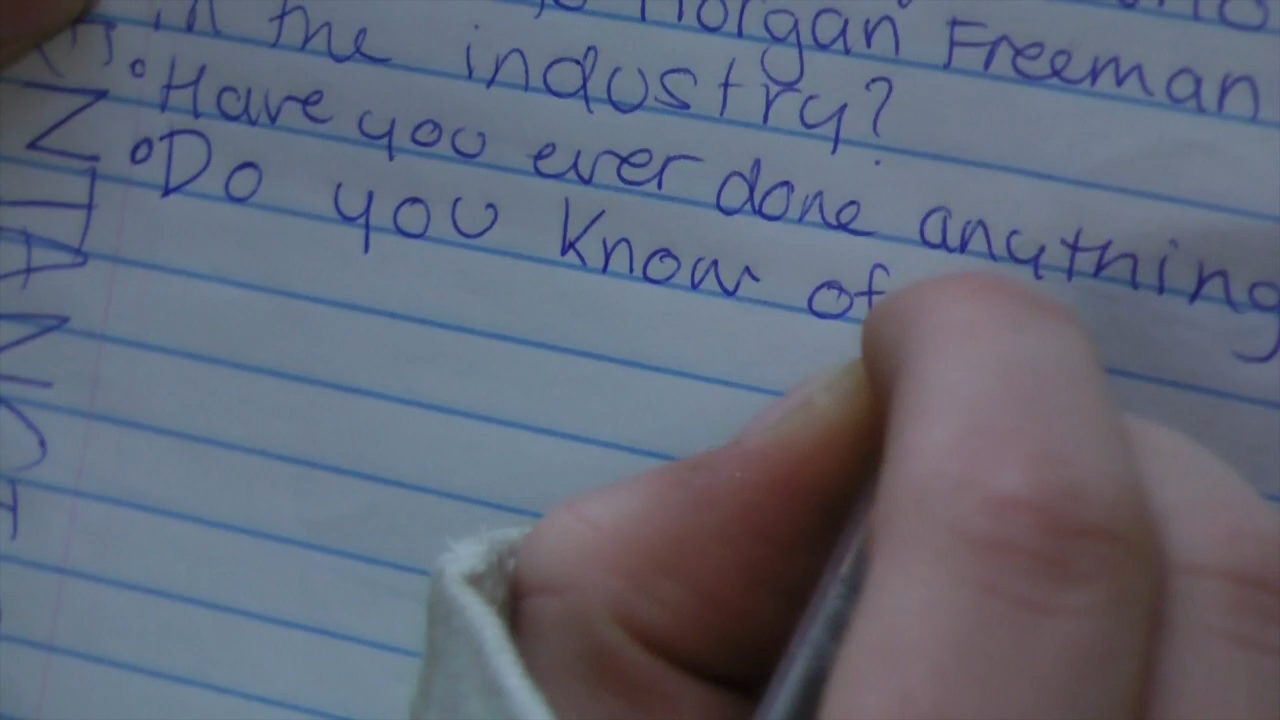 Morgan Freeman
in the industry?
• Have you ever done anything
• Do you know of